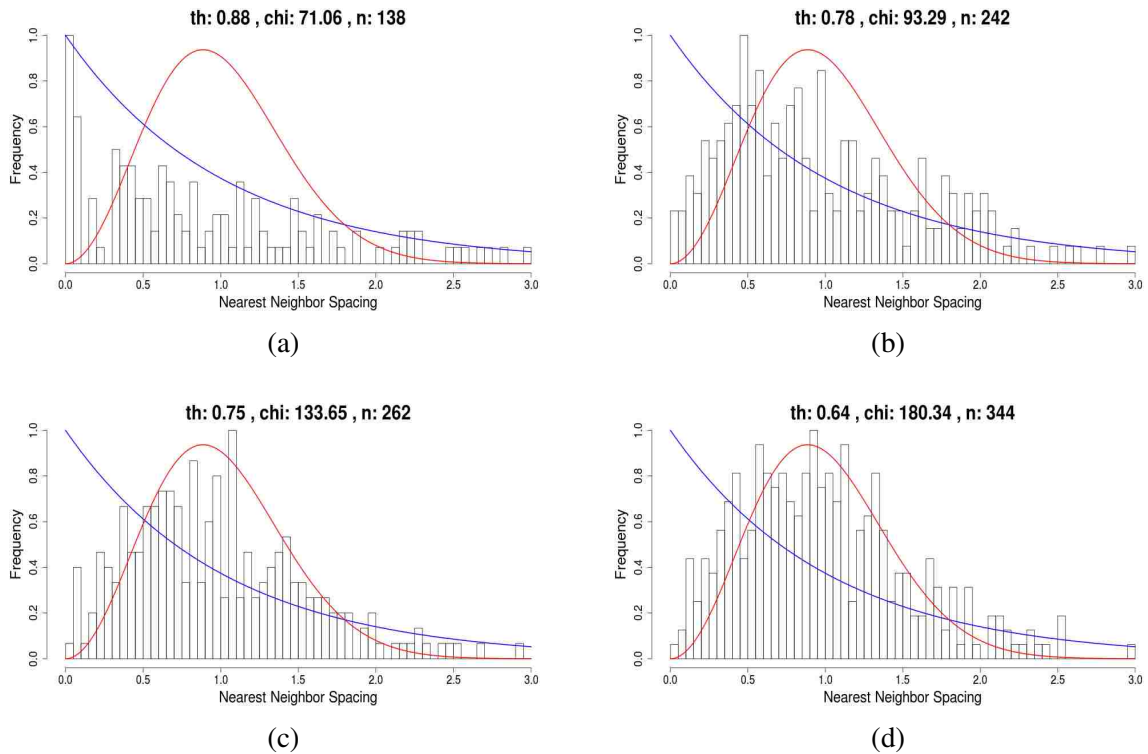 th: 0.88 , chi: 71.06 , n: 138
Frequency
0.0 0.2 0.4 0.6 0.8 1.0
0.0 0.5 1.0 1.5 2.0 2.5 3.0
Nearest Neighbor Spacing
(a)
th: 0.78 , chi: 93.29 , n: 242
Frequency
0.0 0.2 0.4 0.6 0.8 1.0
0.0 0.5 1.0 1.5 2.0 2.5 3.0
Nearest Neighbor Spacing
(b)
th: 0.75 , chi: 133.65 , n: 262
Frequency
0.0 0.2 0.4 0.6 0.8 1.0
0.0 0.5 1.0 1.5 2.0 2.5 3.0
Nearest Neighbor Spacing
(c)
th: 0.64 , chi: 180.34 , n: 344
Frequency
0.0 0.2 0.4 0.6 0.8 1.0
0.0 0.5 1.0 1.5 2.0 2.5 3.0
Nearest Neighbor Spacing
(d)